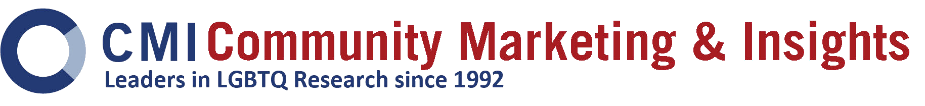 CMI Community Marketing & Insights
Leaders in LGBTQ Research since 1992